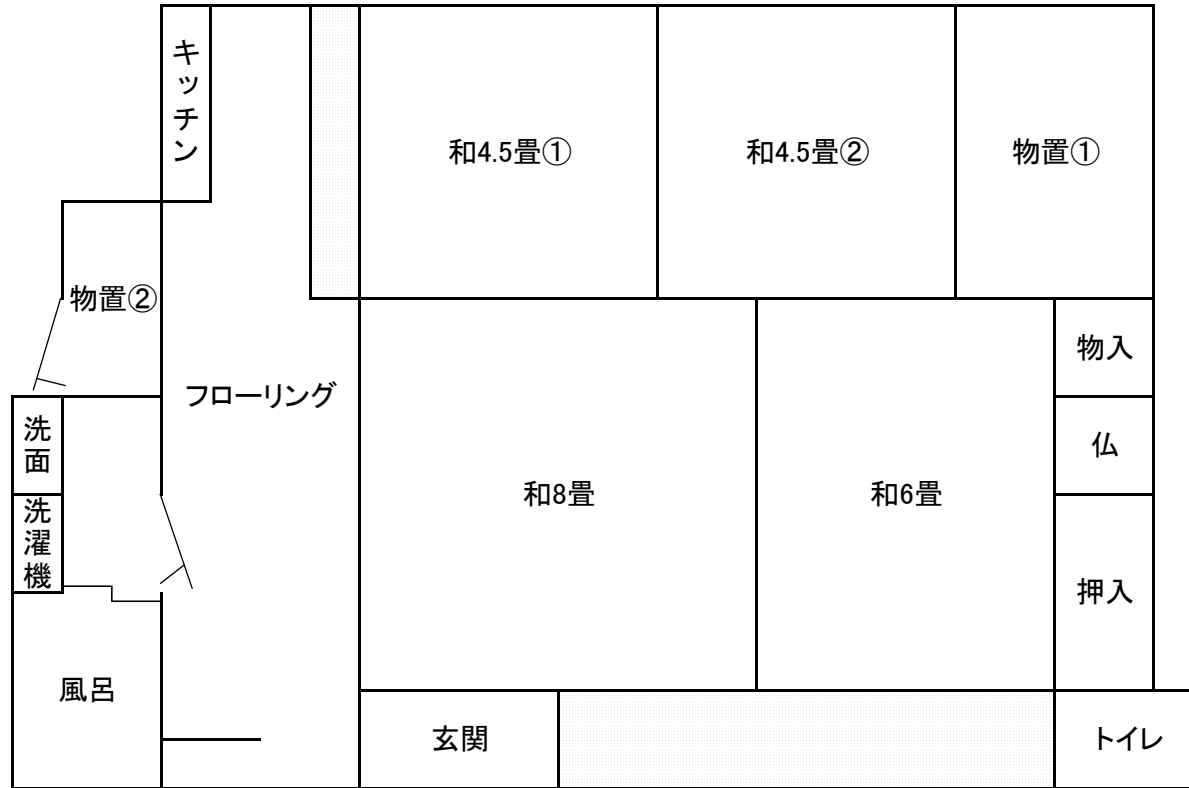 キッチン
和4.5畳①
和4.5畳②
物置①
物置②
物入
フローリング
洗面
仏
和8畳
和6畳
洗濯機
押入
風呂
玄関
トイレ